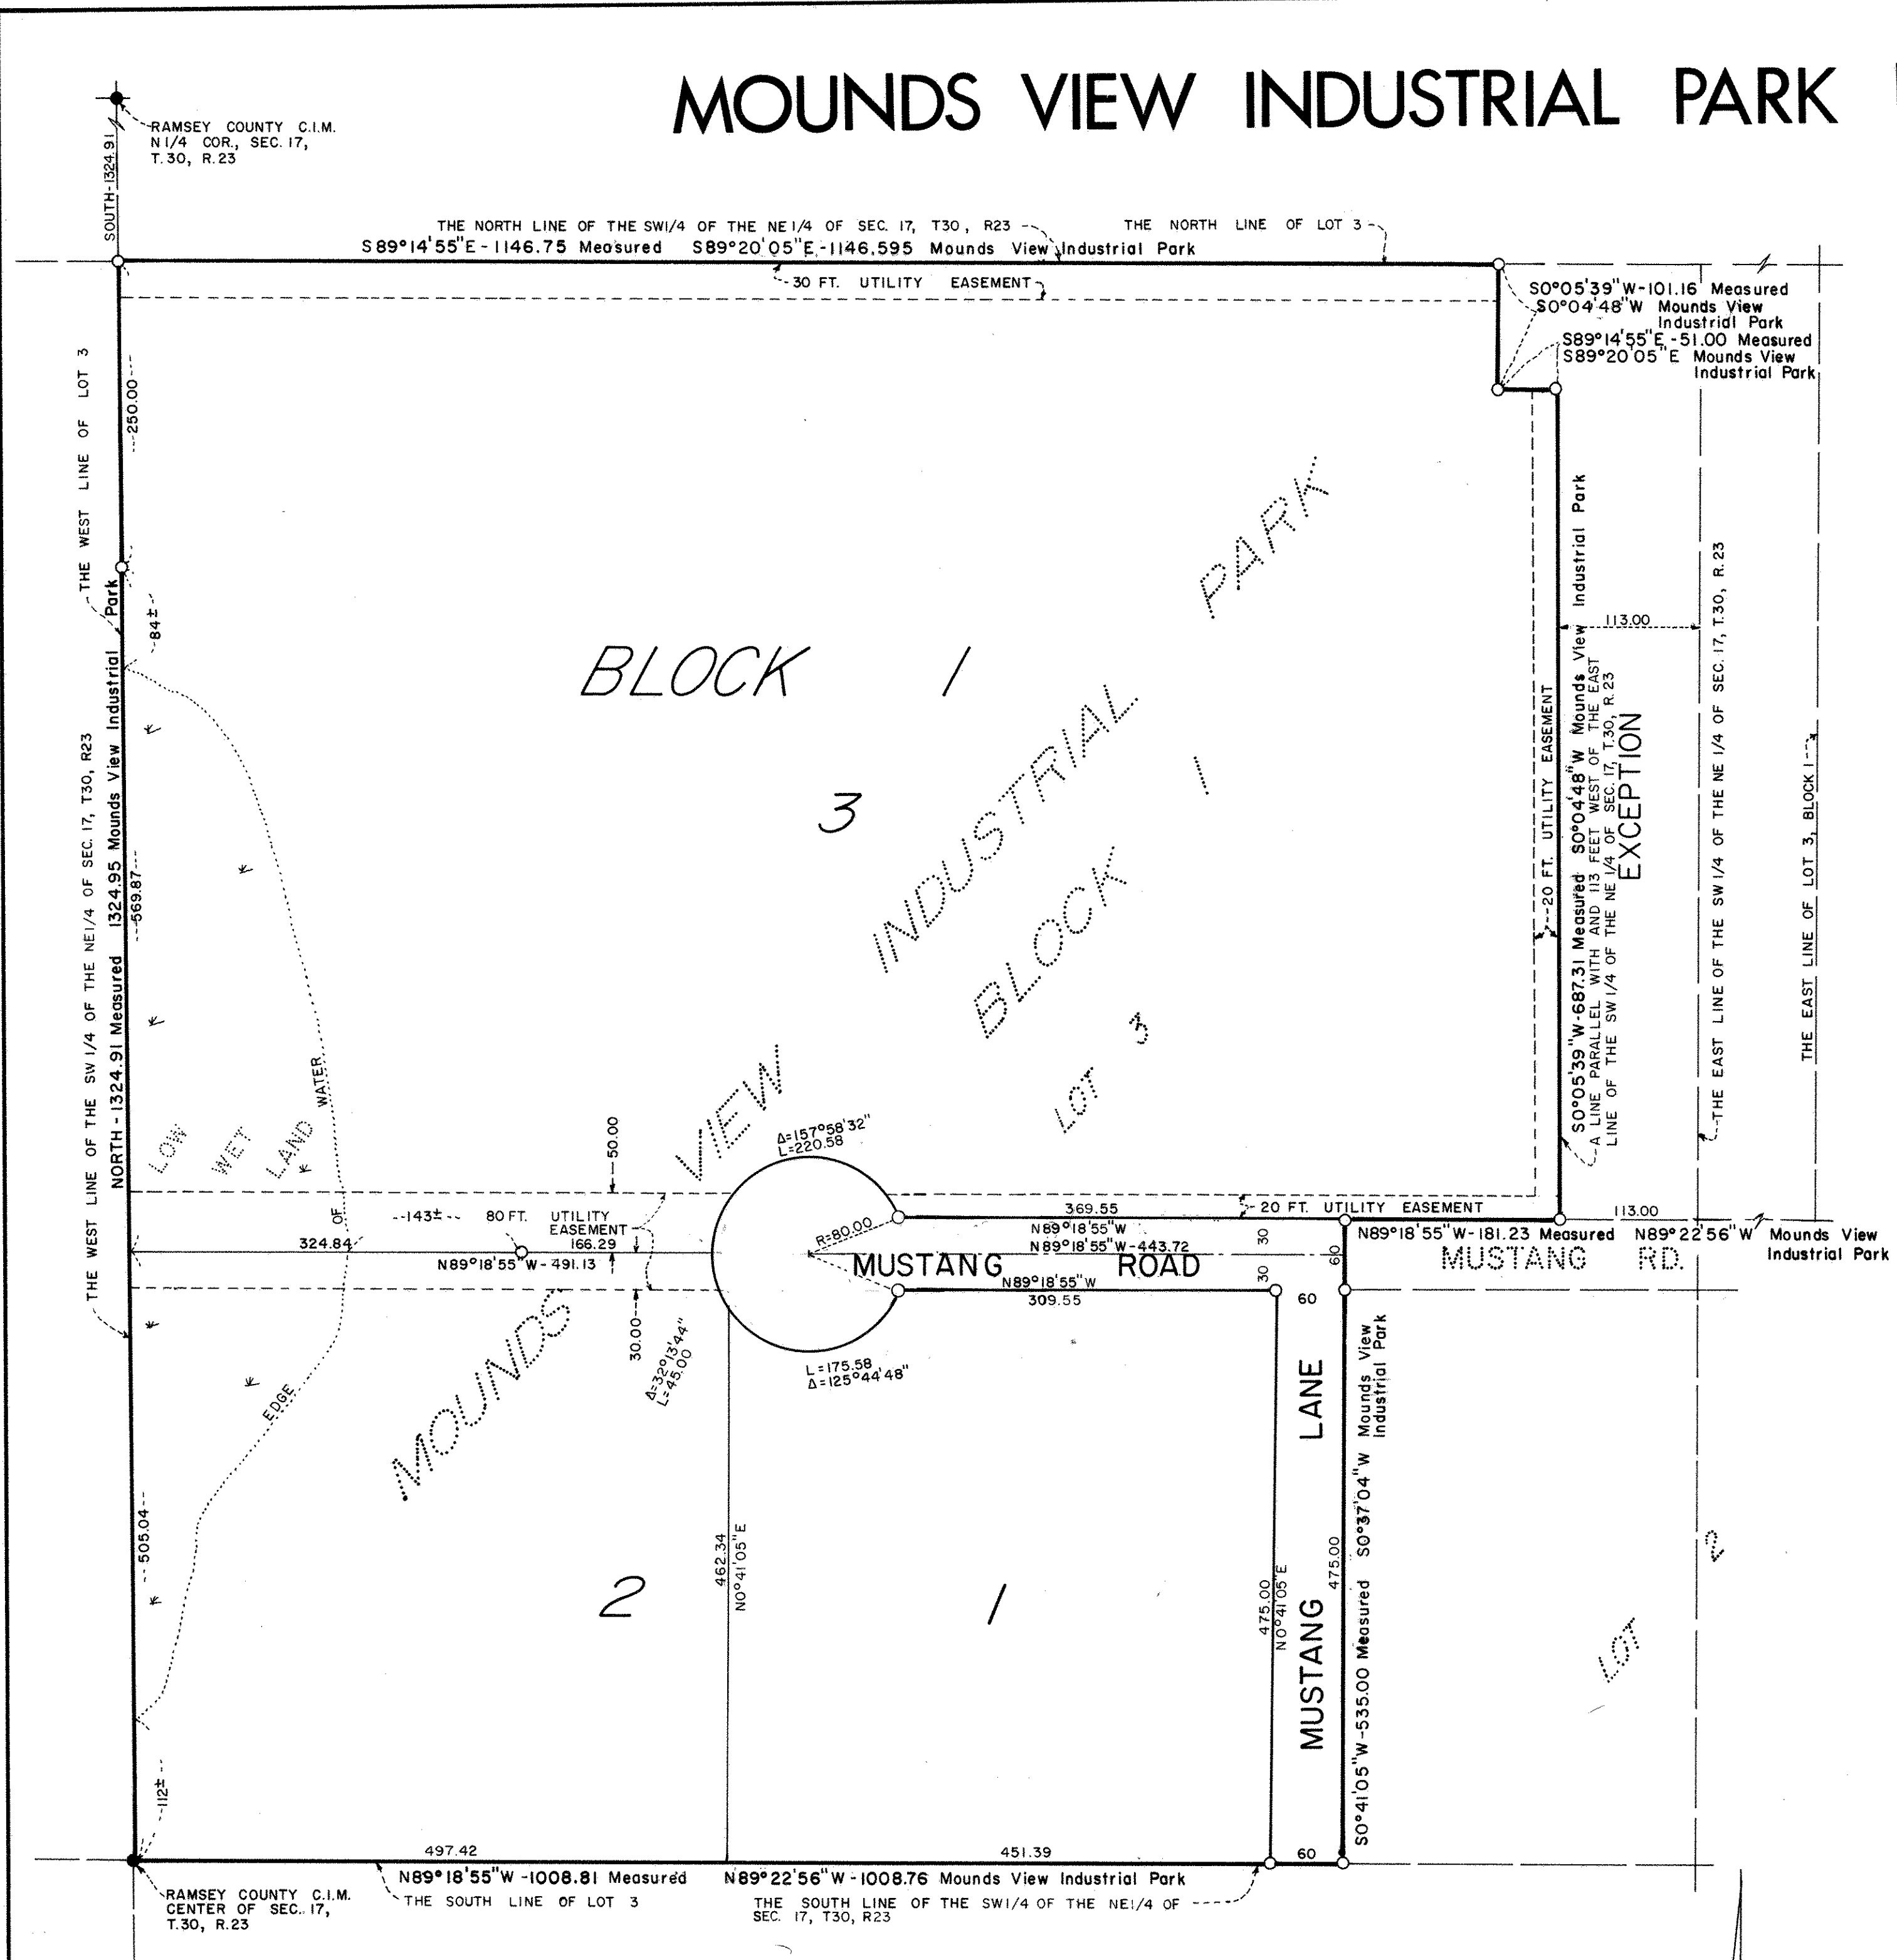 MOUNDS VIEW INDUSTRIAL PARK
RAMSEY COUNTY C.I.M.
N 1/4 COR., SEC. 17,
T. 30, R. 23
SOUTH-1324.91
THE NORTH LINE OF THE SW1/4 OF THE NE 1/4 OF SEC. 17, T30, R23
THE NORTH LINE OF LOT 3
S89°14'55"E-1146.75 Measured S89°20'05"E-1146.595 Mounds View Industrial Park
30 FT. UTILITY EASEMENT
S0°05'39"W-101.16 Measured
S0°04'48"W Mounds View
Industrial Park
S89°14'55"E-51.00 Measured
S89°20'05"E Mounds View
Industrial Park
THE WEST LINE OF LOT 3
250.00
84±
569.87
THE WEST LINE OF THE SW 1/4 OF THE NE1/4 OF SEC. 17, T30, R23
NORTH-1324.91 Measured 1324.95 Mounds View Industrial Park
BLOCK 1
3
MOUNDS VIEW INDUSTRIAL PARK
BLOCK 1
LOT 3
20 FT. UTILITY EASEMENT
S0°05'39"W-687.31 Measured S0°04'48"W Mounds View Industrial Park
A LINE PARALLEL WITH AND 113 FEET WEST OF THE EAST
LINE OF THE SW 1/4 OF THE NE 1/4 OF SEC. 17, T.30, R.23
EXCEPTION
113.00
THE EAST LINE OF THE SW 1/4 OF THE NE 1/4 OF SEC. 17, T.30, R.23
THE EAST LINE OF LOT 3, BLOCK 1
LOW
WET
LAND
EDGE OF WATER
50.00
Δ=157°58'32"
L=220.58
143±
80 FT. UTILITY
EASEMENT
324.84
166.29
N89°18'55"W-491.13
R=80.00
369.55
20 FT. UTILITY EASEMENT
N89°18'55"W
N89°18'55"W-443.72
MUSTANG ROAD
N89°18'55"W
309.55
30
30
60
60
113.00
N89°18'55"W-181.23 Measured N89°22'56"W Mounds View
Industrial Park
MUSTANG RD.
30.00
Δ=32°13'44"
L=45.00
L=175.58
Δ=125°44'48"
MUSTANG LANE
S0°41'05"W-535.00 Measured S0°37'04"W Mounds View
Industrial Park
475.00
475.00
N0°41'05"E
462.34
N0°41'05"E
505.04
112±
2
1
LOT 2
497.42
451.39
60
N89°18'55"W-1008.81 Measured N89°22'56"W-1008.76 Mounds View Industrial Park
THE SOUTH LINE OF LOT 3
THE SOUTH LINE OF THE SW1/4 OF THE NE1/4 OF
SEC. 17, T30, R23
RAMSEY COUNTY C.I.M.
CENTER OF SEC. 17,
T.30, R.23